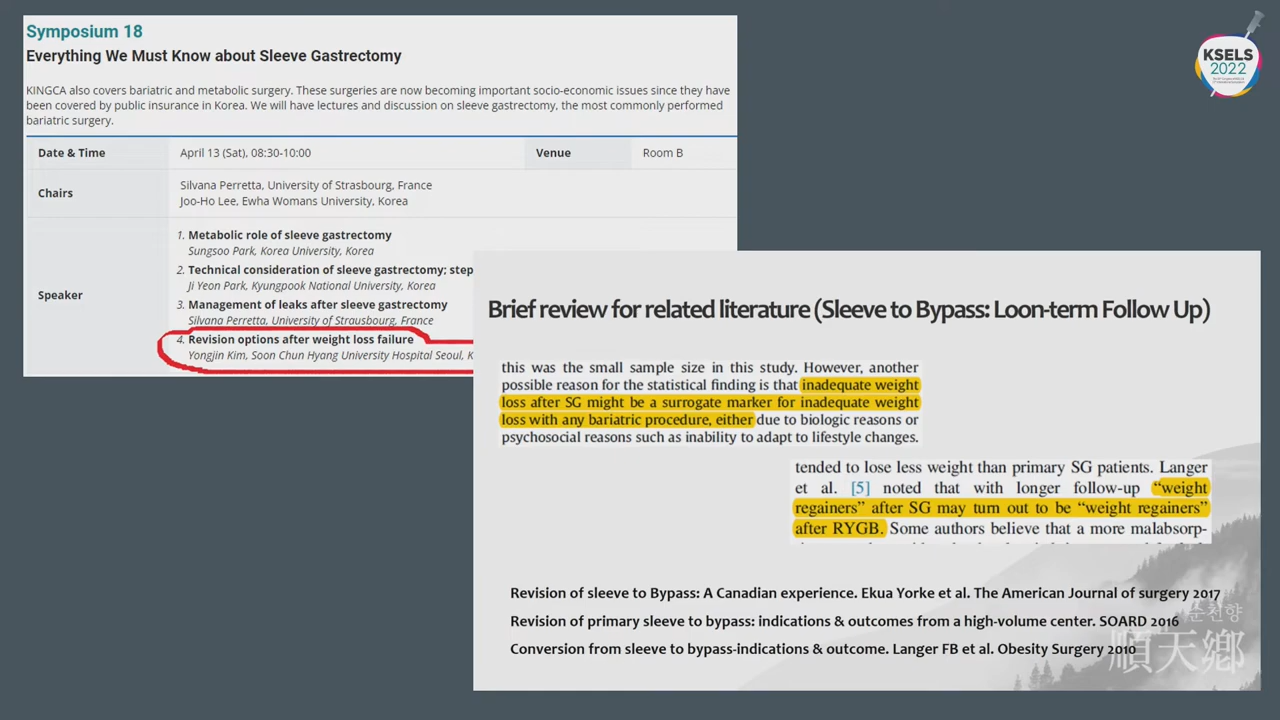 Symposium 18
Everything We Must Know about Sleeve Gastrectomy
KINGCA also covers bariatric and metabolic surgery. These surgeries are now becoming important socio-economic issues since they have
been covered by public insurance in Korea. We will have lectures and discussion on sleeve gastrectomy, the most commonly performed
bariatric surgery.
Date & Time April 13 (Sat), 08:30-10:00 Venue Room B
Chairs
Silvana Perretta, University of Strasbourg, France
Joo-Ho Lee, Ewha Womans University, Korea
Speaker
1. Metabolic role of sleeve gastrectomy
Sungsoo Park, Korea University, Korea
2. Technical consideration of sleeve gastrectomy; step
Ji Yeon Park, Kyungpook National University, Korea
3. Management of leaks after sleeve gastrectomy
Silvana Perretta, University of Strausbourg, France
4. Revision options after weight loss failure
Yongjin Kim, Soon Chun Hyang University Hospital Seoul, K
KSELS
2022
Brief review for related literature (Sleeve to Bypass: Loon-term Follow Up)
this was the small sample size in this study. However, another
possible reason for the statistical finding is that inadequate weight
loss after SG might be a surrogate marker for inadequate weight
loss with any bariatric procedure, either due to biologic reasons or
psychosocial reasons such as inability to adapt to lifestyle changes.
tended to lose less weight than primary SG patients. Langer
et al. [5] noted that with longer follow-up “weight
regainers” after SG may turn out to be “weight regainers”
after RYGB. Some authors believe that a more malabsorp-
Revision of sleeve to Bypass: A Canadian experience. Ekua Yorke et al. The American Journal of surgery 2017
Revision of primary sleeve to bypass: indications & outcomes from a high-volume center. SOARD 2016
Conversion from sleeve to bypass-indications & outcome. Langer FB et al. Obesity Surgery 2010
순천향
順天鄉